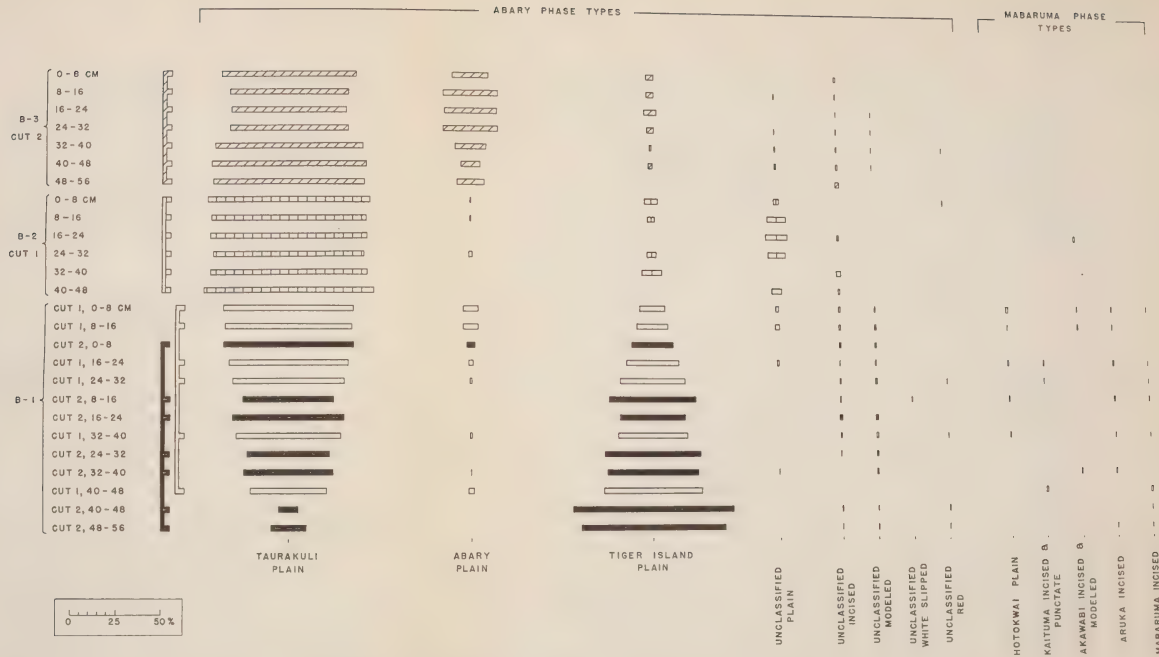 ABARY PHASE TYPES
MABARUMA PHASE
TYPES
B-3
CUT 2
0-8 CM
8-16
16-24
24-32
32-40
40-48
48-56
B-2
CUT 1
0-8 CM
8-16
16-24
24-32
32-40
40-48
B-1
CUT 1, 0-8 CM
CUT 1, 8-16
CUT 2, 0-8
CUT 1, 16-24
CUT 1, 24-32
CUT 2, 8-16
CUT 2, 16-24
CUT 1, 32-40
CUT 2, 24-32
CUT 2, 32-40
CUT 1, 40-48
CUT 2, 40-48
CUT 2, 48-56
TAURAKULI
PLAIN
ABARY
PLAIN
TIGER ISLAND
PLAIN
UNCLASSIFIED
PLAIN
UNCLASSIFIED
INCISED
UNCLASSIFIED
MODELED
UNCLASSIFIED
WHITE SLIPPED
UNCLASSIFIED
RED
HOTOKWAI PLAIN
KAITUMA INCISED &
PUNCTATE
AKAWABI INCISED &
MODELED
ARUKA INCISED
MABARUMA INCISED
0 25 50 %